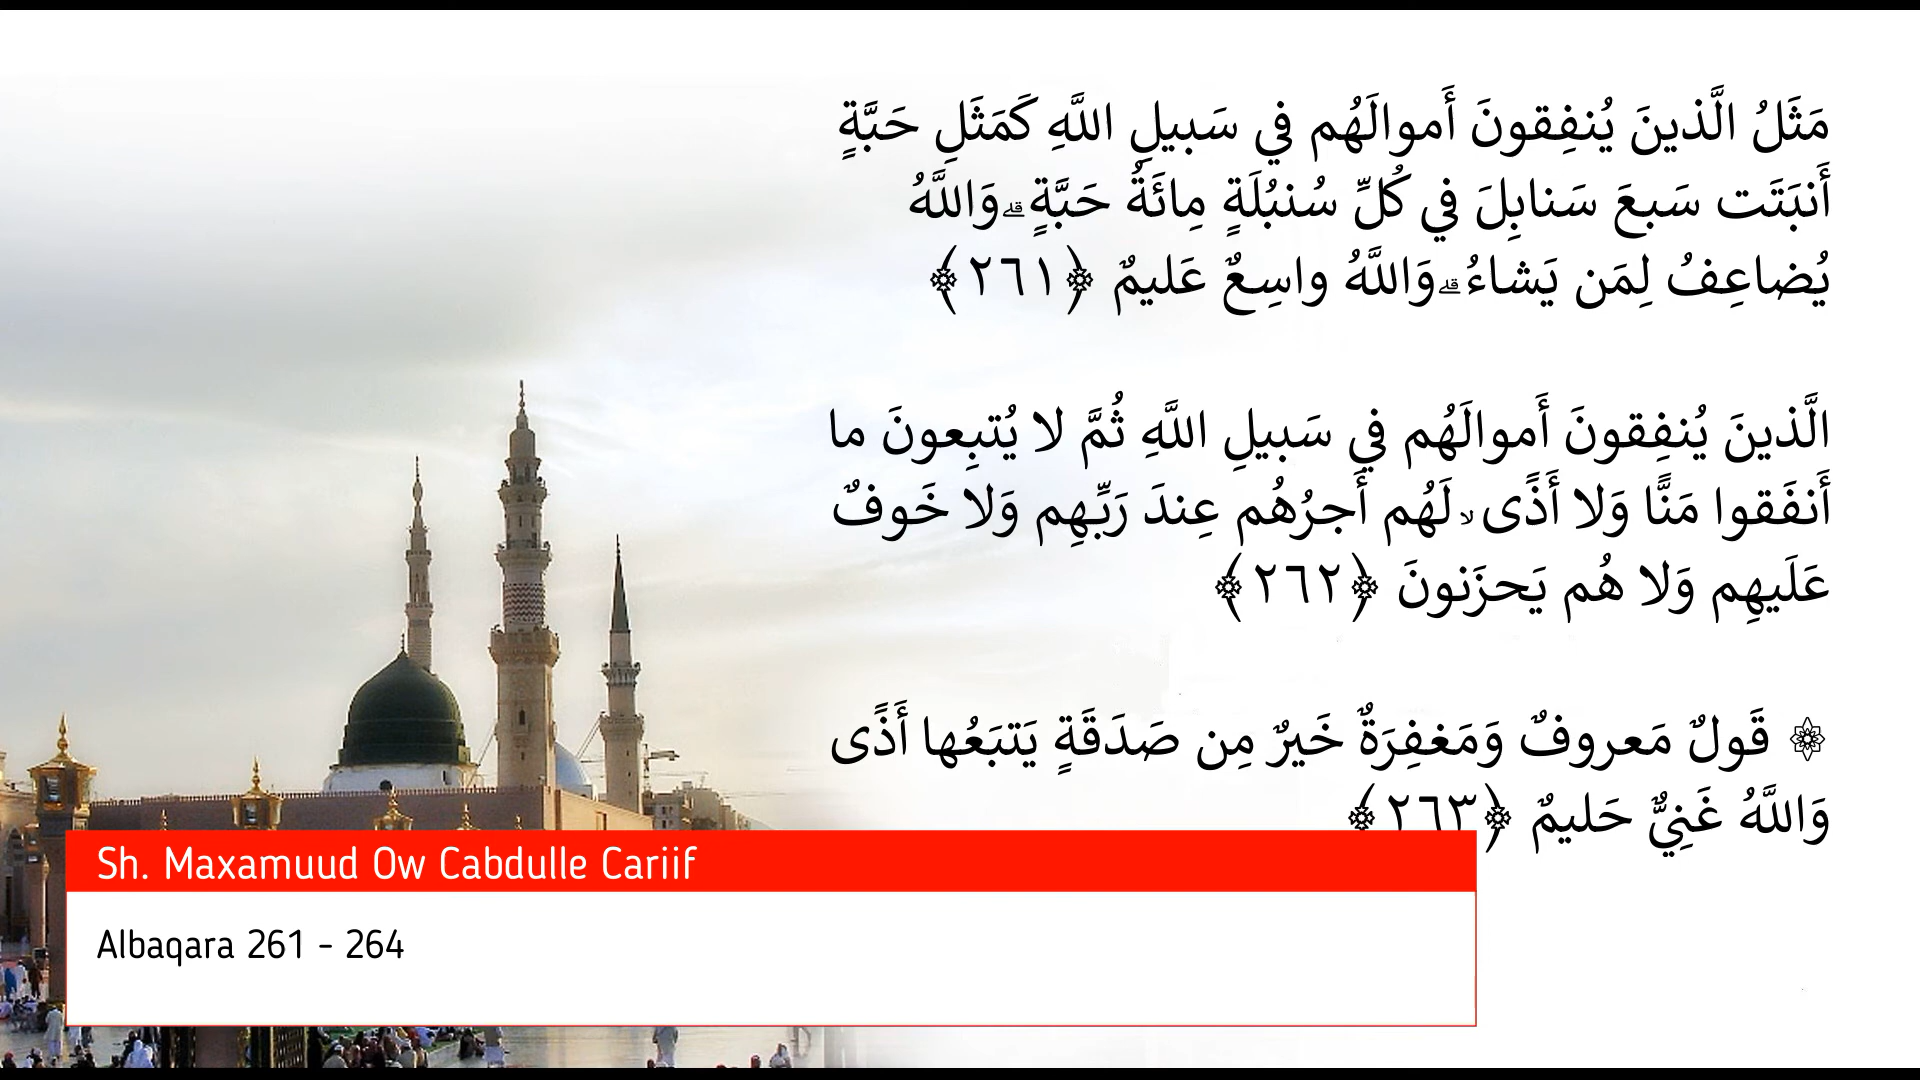 مَثَلُ الَّذينَ يُنفِقونَ أَموالَهُم في سَبيلِ اللَّهِ كَمَثَلِ حَبَّةٍ
أَنبَتَت سَبعَ سَنابِلَ في كُلِّ سُنبُلَةٍ مِائَةُ حَبَّةٍ ۗ وَاللَّهُ
يُضاعِفُ لِمَن يَشاءُ ۗ وَاللَّهُ واسِعٌ عَليمٌ ﴿٢٦١﴾
الَّذينَ يُنفِقونَ أَموالَهُم في سَبيلِ اللَّهِ ثُمَّ لا يُتبِعونَ ما
أَنفَقوا مَنًّا وَلا أَذًى ۙ لَهُم أَجرُهُم عِندَ رَبِّهِم وَلا خَوفٌ
عَلَيهِم وَلا هُم يَحزَنونَ ﴿٢٦٢﴾
۞ قَولٌ مَعروفٌ وَمَغفِرَةٌ خَيرٌ مِن صَدَقَةٍ يَتبَعُها أَذًى
وَاللَّهُ غَنِيٌّ حَليمٌ ﴿٢٦٣﴾
Sh. Maxamuud Ow Cabdulle Cariif
Albaqara 261 - 264